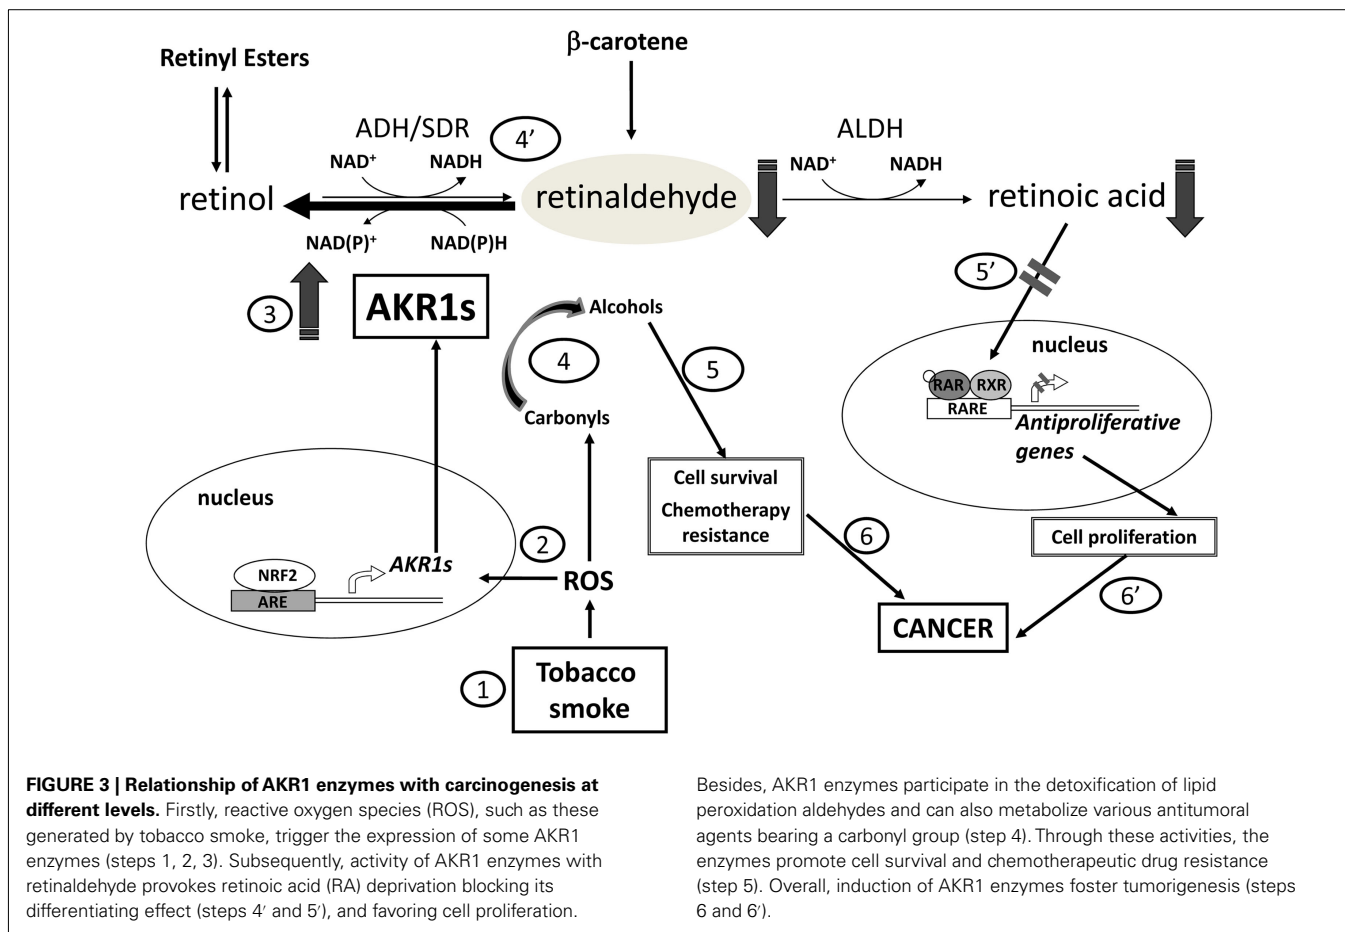 β-carotene
Retinyl Esters
ADH/SDR
4′
ALDH
NAD⁺
NADH
NAD⁺
NADH
retinol
retinaldehyde
retinoic acid
NAD(P)⁺
NAD(P)H
5′
3
AKR1s
Alcohols
4
5
Carbonyls
nucleus
RAR
RXR
RARE
Antiproliferative
genes
nucleus
Cell survival
Chemotherapy
resistance
2
6
Cell proliferation
NRF2
ARE
AKR1s
ROS
6′
CANCER
1
Tobacco
smoke
FIGURE 3 | Relationship of AKR1 enzymes with carcinogenesis at
different levels. Firstly, reactive oxygen species (ROS), such as these
generated by tobacco smoke, trigger the expression of some AKR1
enzymes (steps 1, 2, 3). Subsequently, activity of AKR1 enzymes with
retinaldehyde provokes retinoic acid (RA) deprivation blocking its
differentiating effect (steps 4′ and 5′), and favoring cell proliferation.
Besides, AKR1 enzymes participate in the detoxification of lipid
peroxidation aldehydes and can also metabolize various antitumoral
agents bearing a carbonyl group (step 4). Through these activities, the
enzymes promote cell survival and chemotherapeutic drug resistance
(step 5). Overall, induction of AKR1 enzymes foster tumorigenesis (steps
6 and 6′).